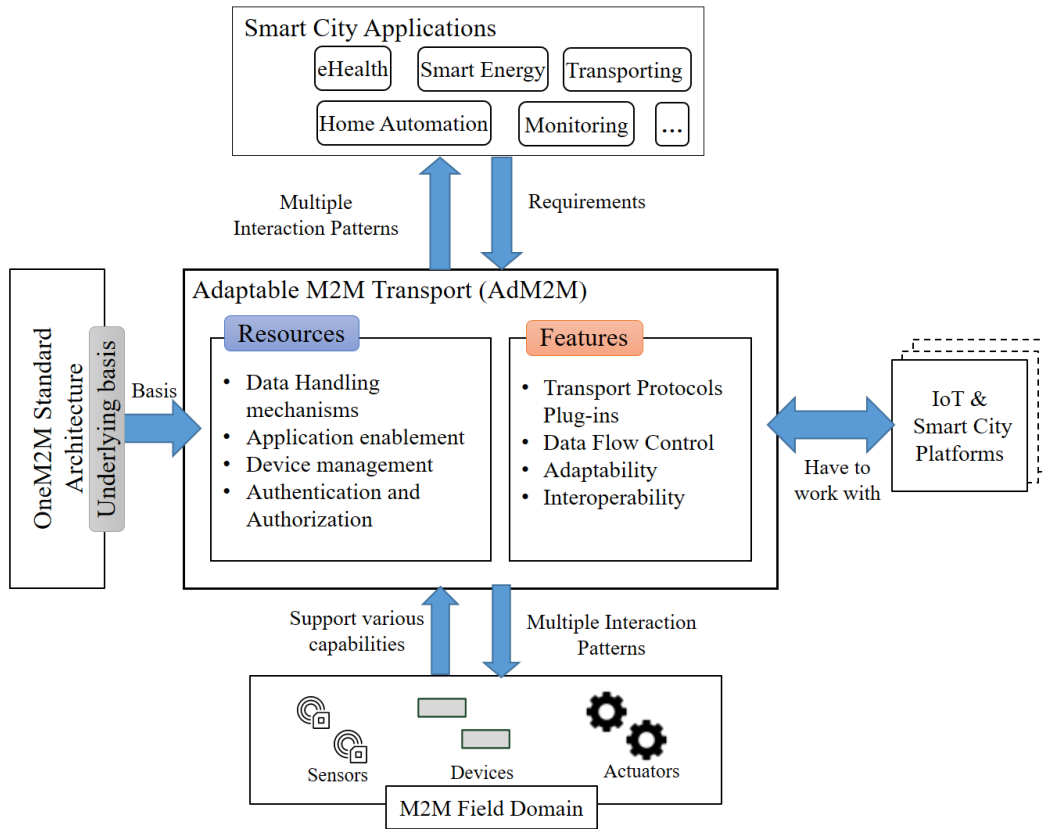 Smart City Applications
eHealth
Smart Energy
Transporting
Home Automation
Monitoring
...
Multiple
Interaction Patterns
Requirements
OneM2M Standard
Architecture
Underlying basis
Basis
Adaptable M2M Transport (AdM2M)
Resources
• Data Handling
mechanisms
• Application enablement
• Device management
• Authentication and
Authorization
Features
• Transport Protocols
Plug-ins
• Data Flow Control
• Adaptability
• Interoperability
Have to
work with
IoT &
Smart City
Platforms
Support various
capabilities
Multiple Interaction
Patterns
Sensors
Devices
Actuators
M2M Field Domain